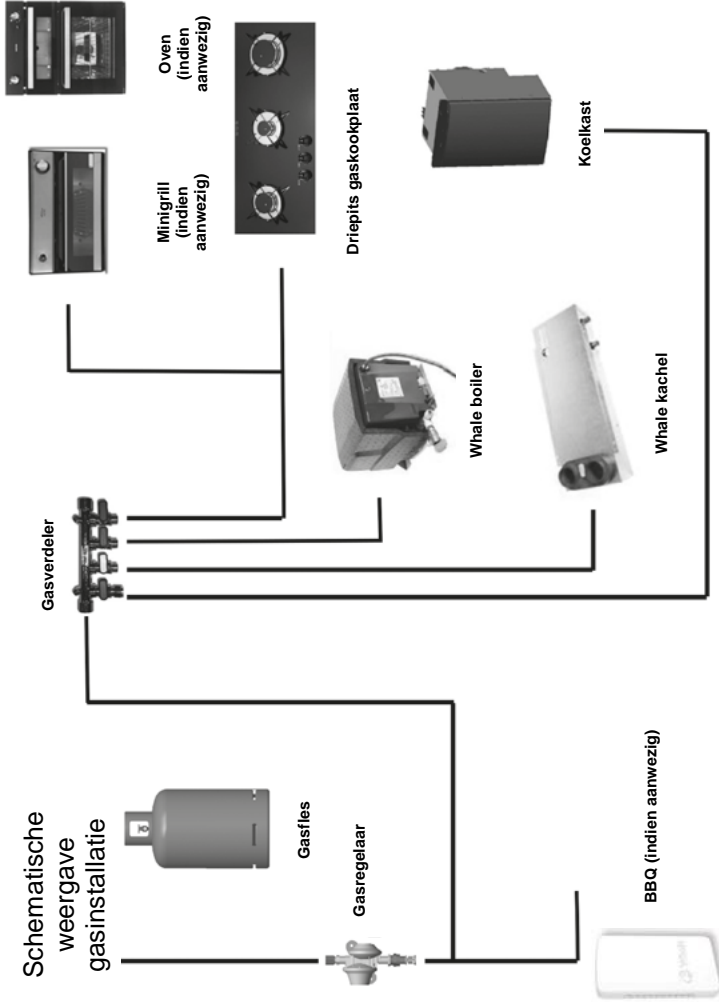 Schematische
weergave
gasinstallatie
Gasfles
Gasregelaar
BBQ (indien aanwezig)
Gasverdeler
Whale boiler
Whale kachel
Minigrill
(indien
aanwezig)
Oven
(indien
aanwezig)
Driepits gaskookplaat
Koelkast